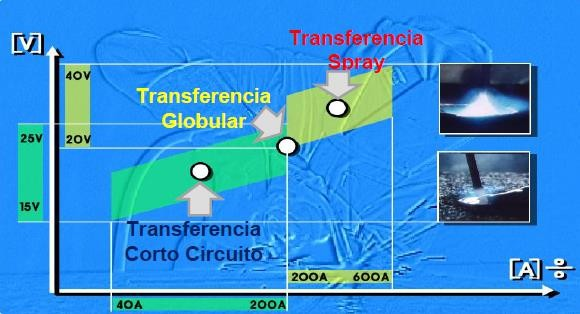 [V]
Transferencia
Spray
40V
Transferencia
Globular
25V
20V
15V
Transferencia
Corto Circuito
200A 600A
[A]
40A 200A